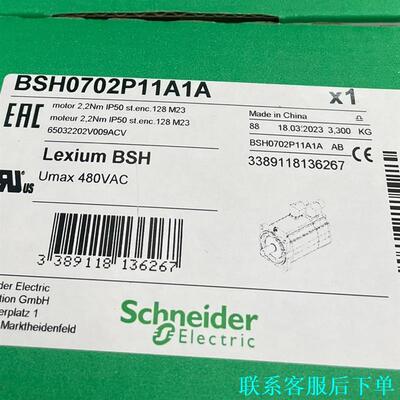 BSH0702P11A1A
x1
EAC
motor 2,2Nm IP50 st.enc.128 M23
moteur 2,2Nm IP50 st.enc.128 M23
65032202V009ACV
Made in China
88 18.03.2023 3,300 KG
BSH0702P11A1A AB CE
3389118136267
Lexium BSH
Umax 480VAC
US
3 389118 136267
der Electric
tion GmbH
erplatz 1
Marktheidenfeld
Schneider
Electric
联系客服后下单